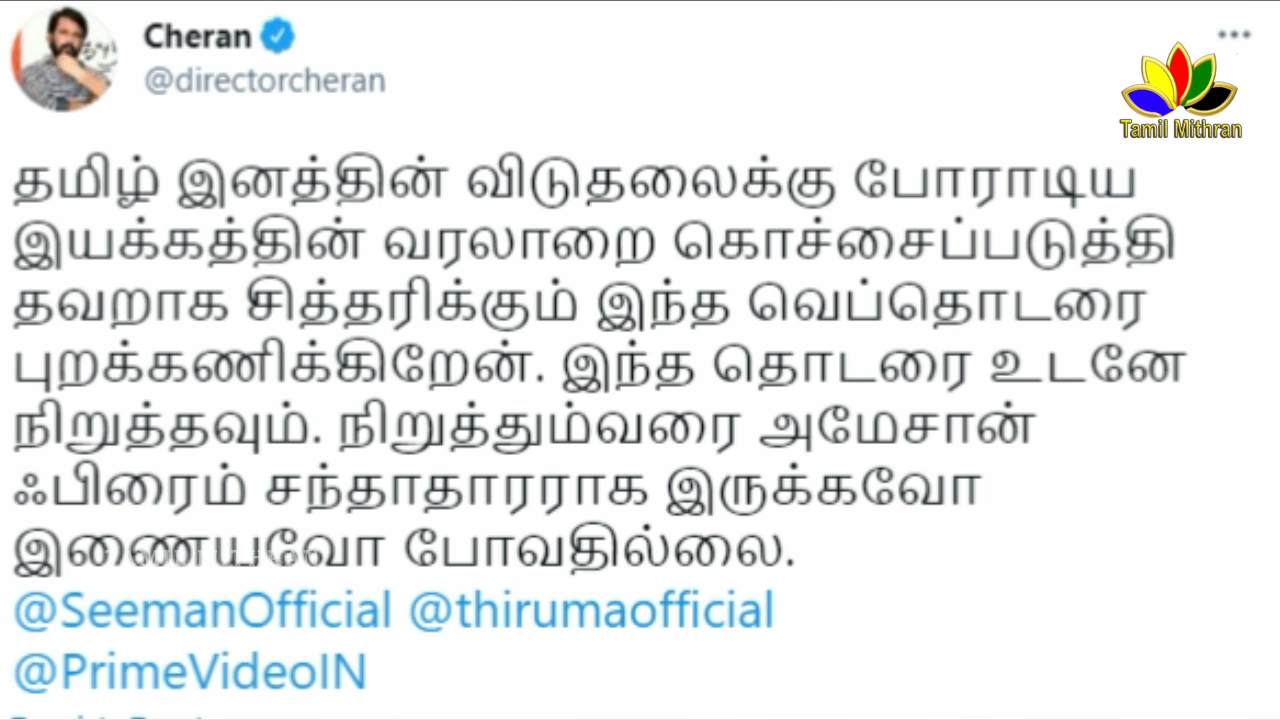 Cheran
@directorcheran
Tamil Mithran
தமிழ் இனத்தின் விடுதலைக்கு போராடிய
இயக்கத்தின் வரலாறை கொச்சைப்படுத்தி
தவறாக சித்தரிக்கும் இந்த வெப்தொடரை
புறக்கணிக்கிறேன். இந்த தொடரை உடனே
நிறுத்தவும். நிறுத்தும்வரை அமேசான்
ஃபிரைம் சந்தாதாரராக இருக்கவோ
இணையவோ போவதில்லை.
@SeemanOfficial @thirumaofficial
@PrimeVideoIN